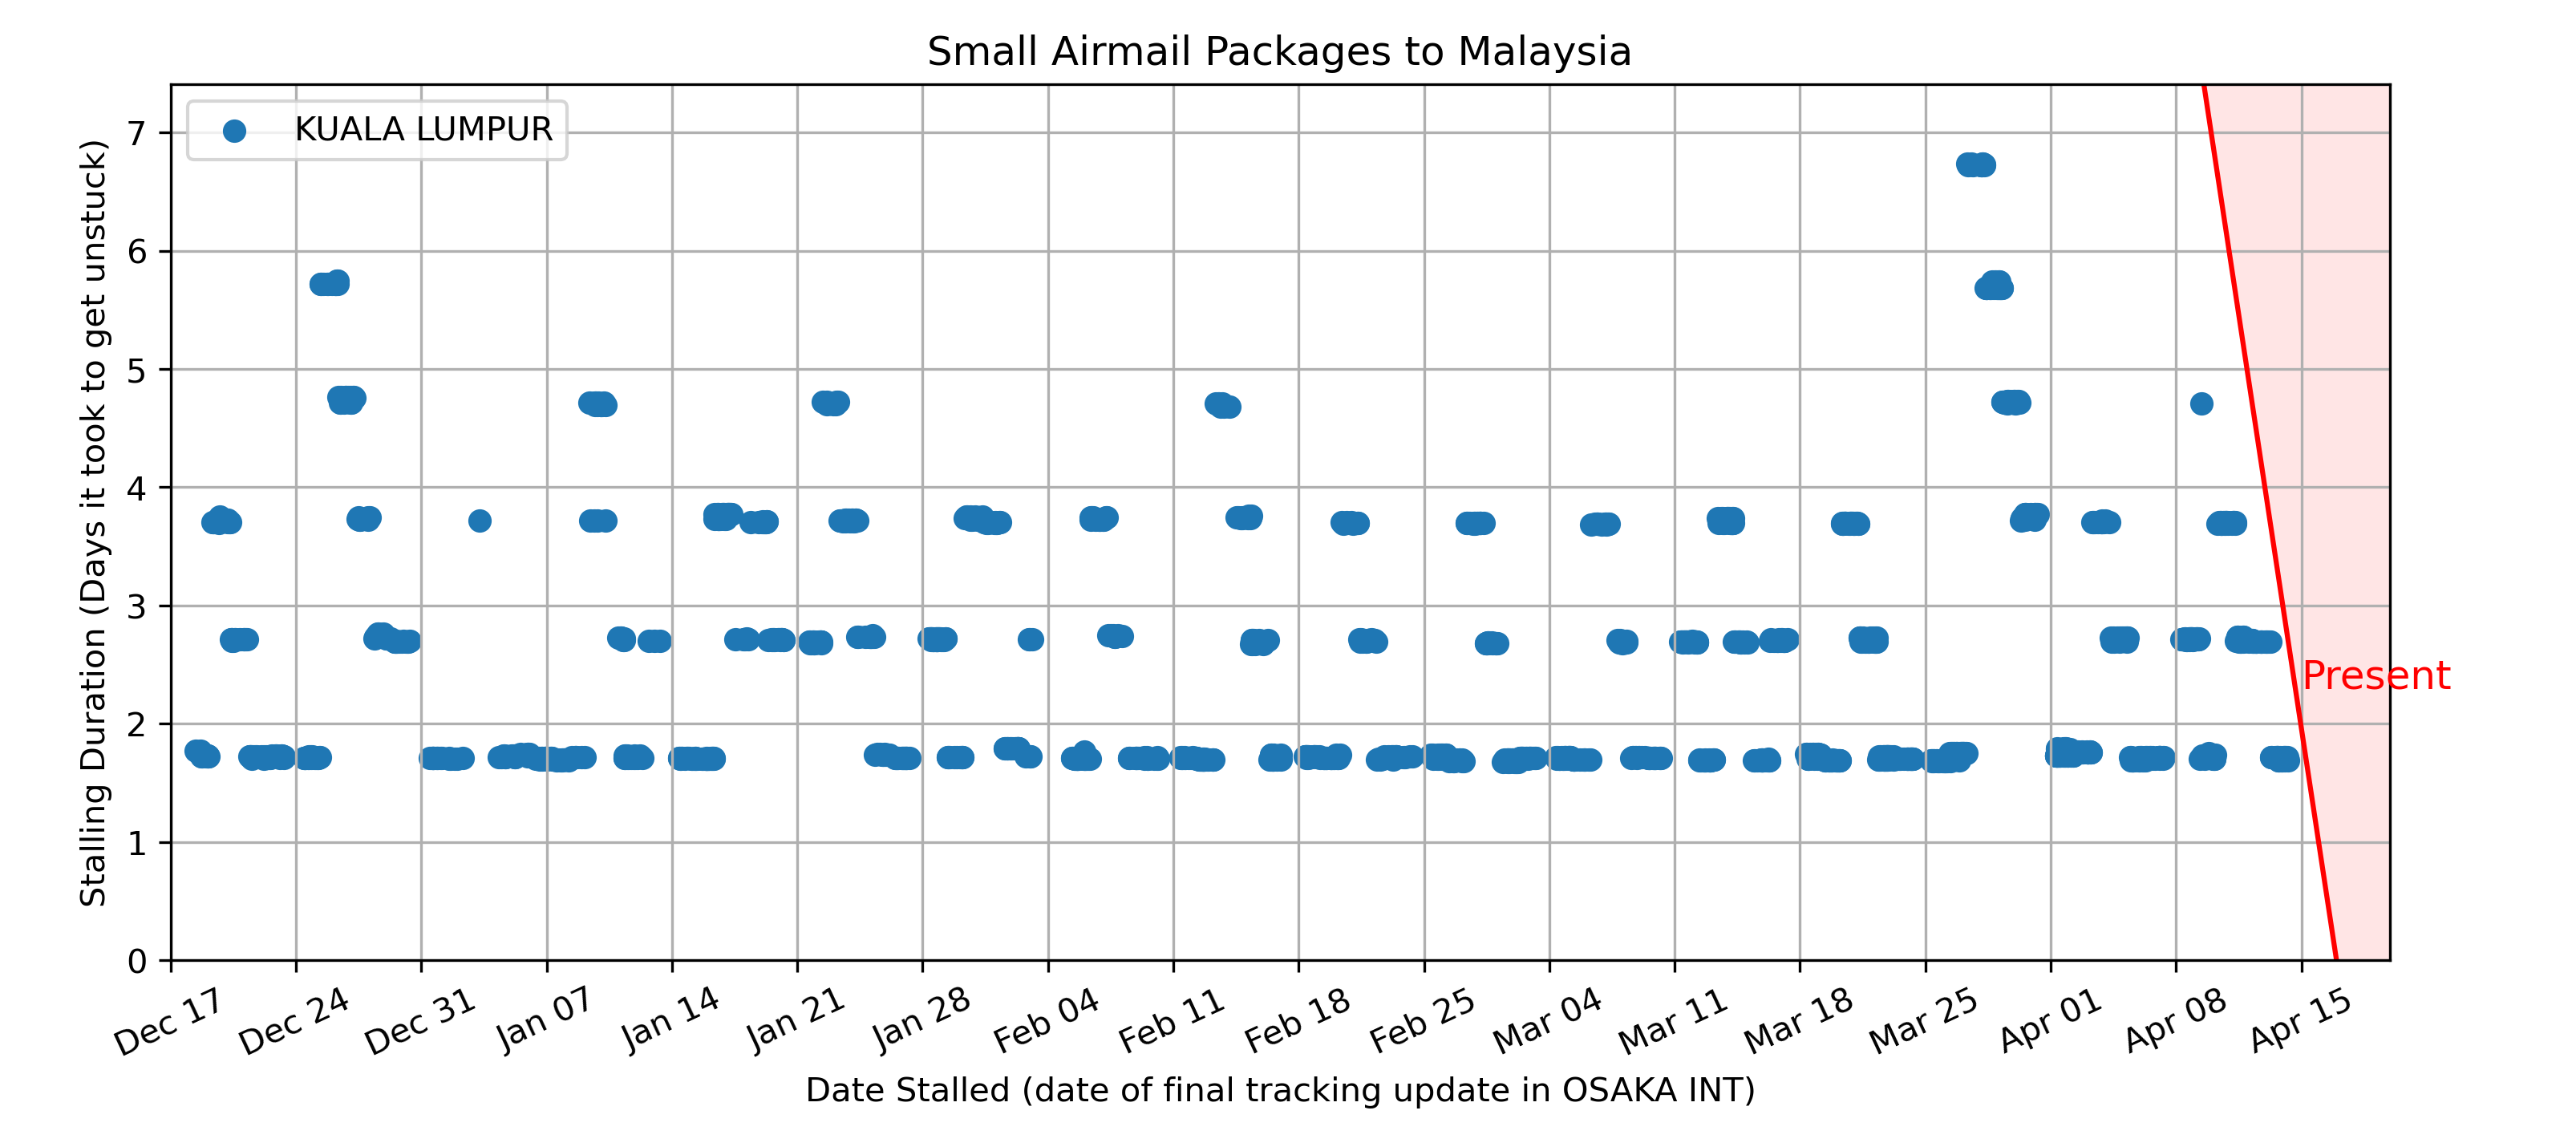 Small Airmail Packages to Malaysia
KUALA LUMPUR
Stalling Duration (Days it took to get unstuck)
7
6
5
4
3
2
1
0
Present
Dec 17
Dec 24
Dec 31
Jan 07
Jan 14
Jan 21
Jan 28
Feb 04
Feb 11
Feb 18
Feb 25
Mar 04
Mar 11
Mar 18
Mar 25
Apr 01
Apr 08
Apr 15
Date Stalled (date of final tracking update in OSAKA INT)